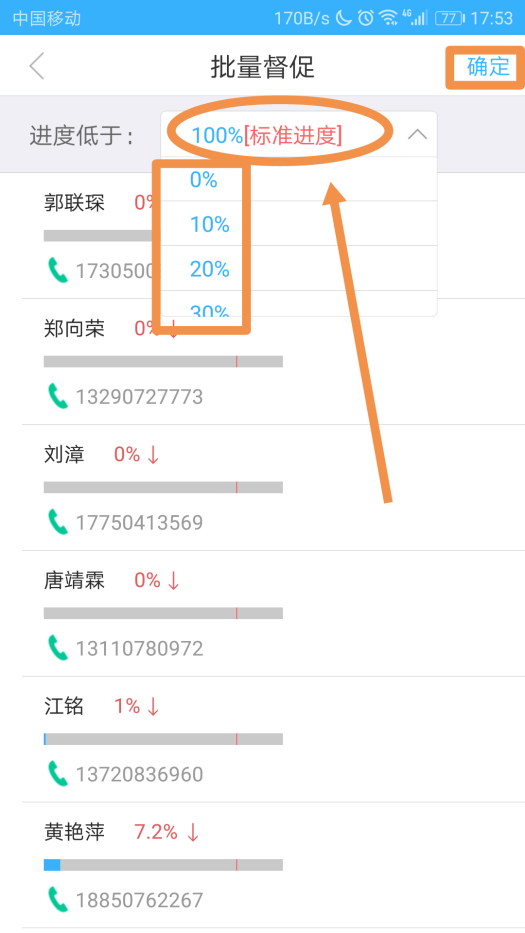 中国移动 170B/s 4G 77 17:53
批量督促 确定
进度低于： 100%[标准进度]
0%
10%
20%
30%
郭联琛
1730500
郑向荣 0% ↓
13290727773
刘漳 0% ↓
17750413569
唐靖霖 0% ↓
13110780972
江铭 1% ↓
13720836960
黄艳萍 7.2% ↓
18850762267